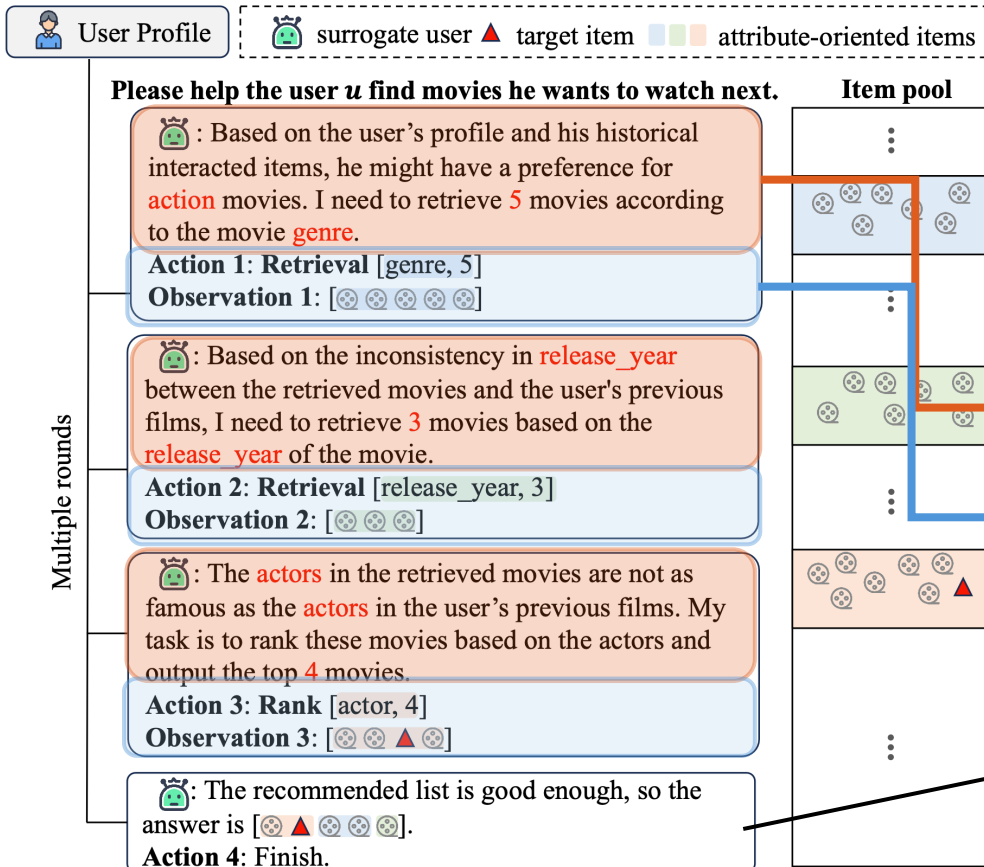 User Profile
surrogate user target item attribute-oriented items
Please help the user u find movies he wants to watch next.
Item pool
: Based on the user's profile and his historical
interacted items, he might have a preference for
action movies. I need to retrieve 5 movies according
to the movie genre.
Action 1: Retrieval [genre, 5]
Observation 1: [ ]
: Based on the inconsistency in release_year
between the retrieved movies and the user's previous
films, I need to retrieve 3 movies based on the
release_year of the movie.
Action 2: Retrieval [release_year, 3]
Observation 2: [ ]
: The actors in the retrieved movies are not as
famous as the actors in the user's previous films. My
task is to rank these movies based on the actors and
output the top 4 movies.
Action 3: Rank [actor, 4]
Observation 3: [ ]
: The recommended list is good enough, so the
answer is [ ].
Action 4: Finish.
Multiple rounds